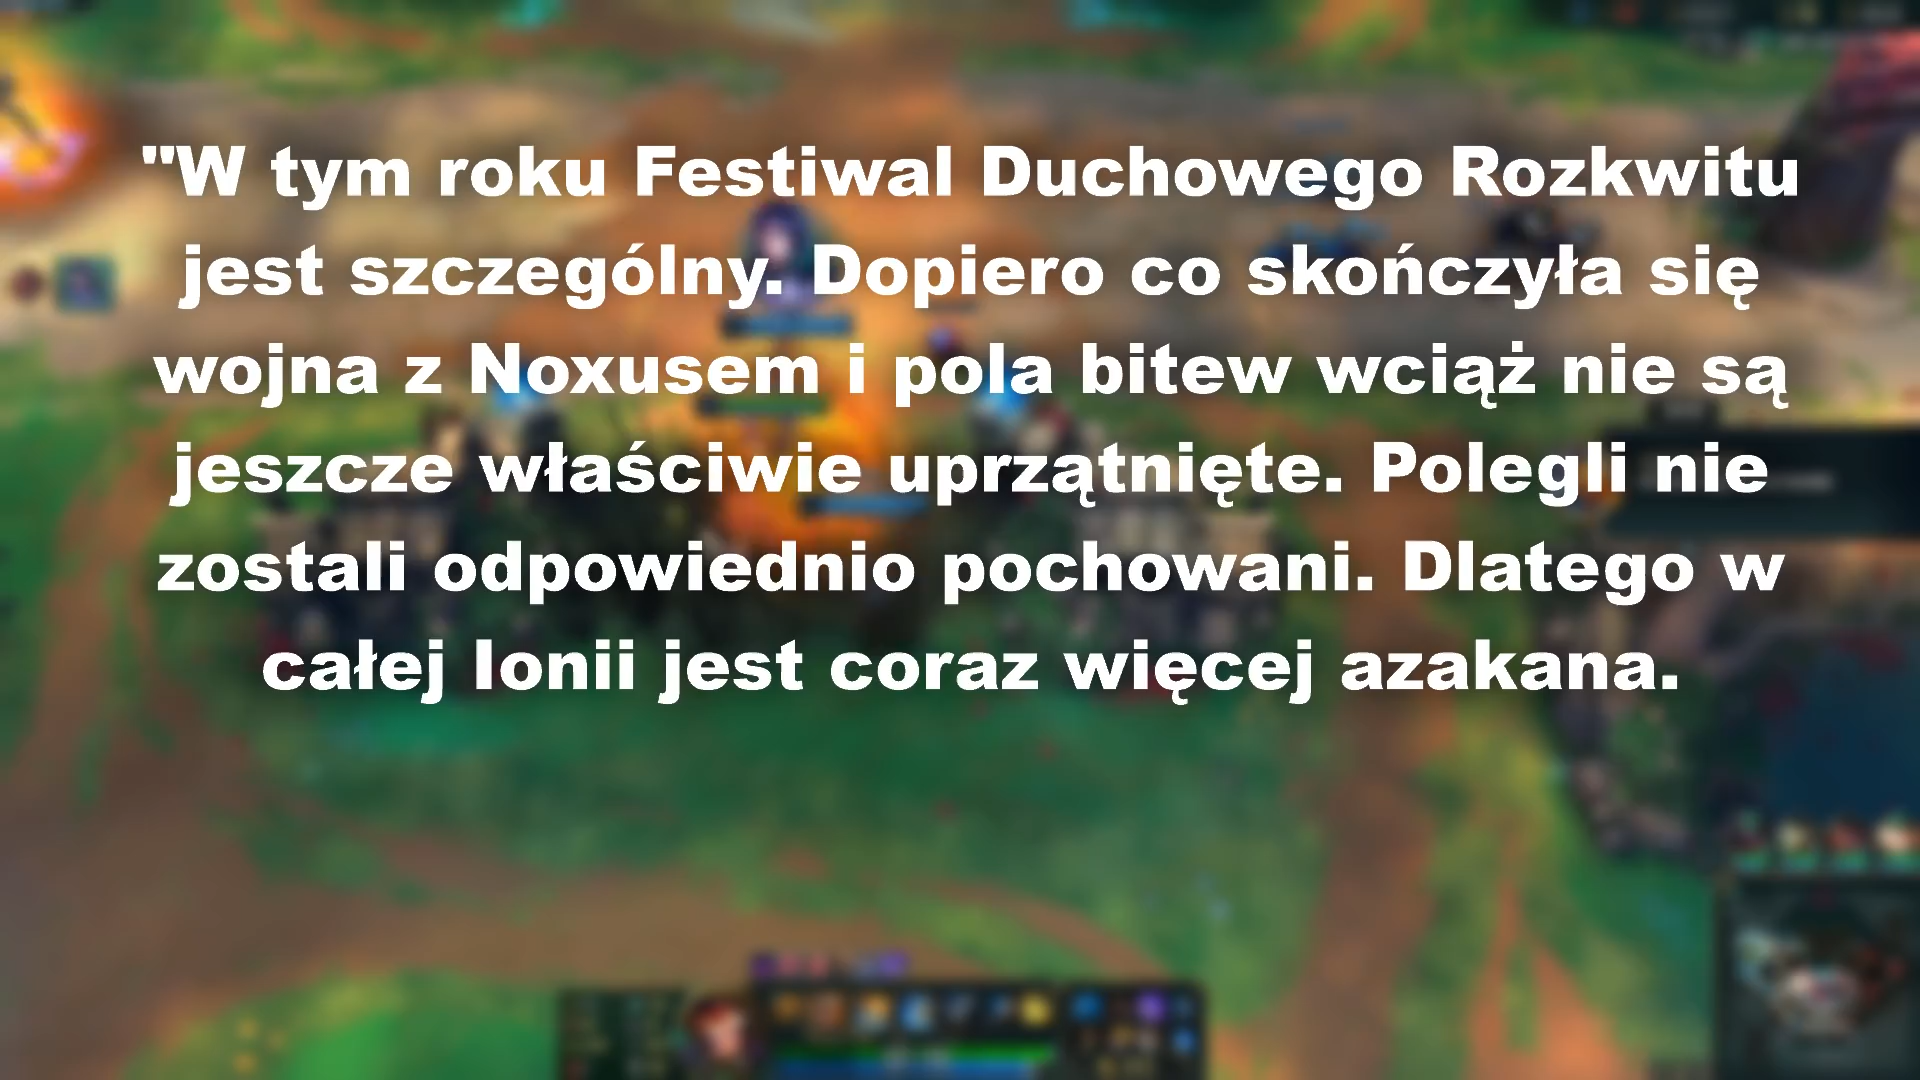 "W tym roku Festiwal Duchowego Rozkwitu
jest szczególny. Dopiero co skończyła się
wojna z Noxusem i pola bitew wciąż nie są
jeszcze właściwie uprzątnięte. Polegli nie
zostali odpowiednio pochowani. Dlatego w
całej Ionii jest coraz więcej azakana.